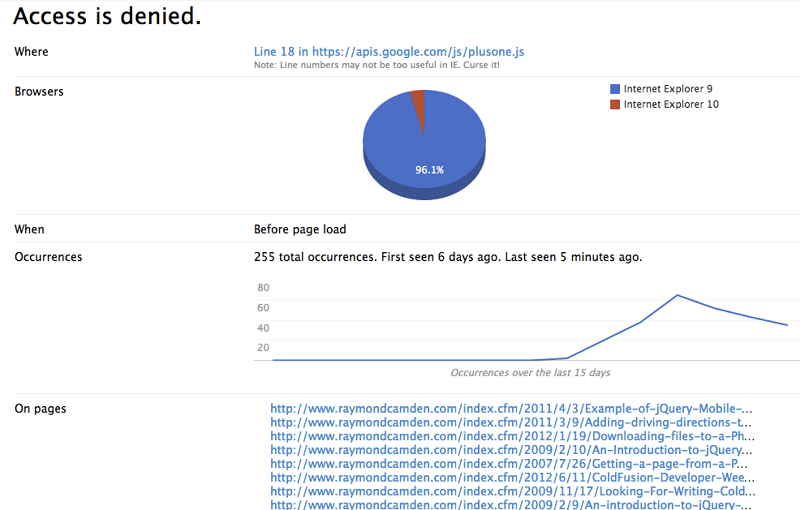 Access is denied.
Where
Line 18 in https://apis.google.com/js/plusone.js
Note: Line numbers may not be too useful in IE. Curse it!
Browsers
Internet Explorer 9
Internet Explorer 10
96.1%
When
Before page load
Occurrences
255 total occurrences. First seen 6 days ago. Last seen 5 minutes ago.
80
60
40
20
Occurrences over the last 15 days
On pages
http://www.raymondcamden.com/index.cfm/2011/4/3/Example-of-jQuery-Mobile-...
http://www.raymondcamden.com/index.cfm/2011/3/9/Adding-driving-directions-t...
http://www.raymondcamden.com/index.cfm/2012/1/19/Downloading-files-to-a-Ph...
http://www.raymondcamden.com/index.cfm/2009/2/10/An-Introduction-to-jQuery...
http://www.raymondcamden.com/index.cfm/2007/7/26/Getting-a-page-from-a-P...
http://www.raymondcamden.com/index.cfm/2012/6/11/ColdFusion-Developer-Wee...
http://www.raymondcamden.com/index.cfm/2009/11/17/Looking-For-Writing-Cold...
http://www.raymondcamden.com/index.cfm/2009/2/9/An-introduction-to-jQuery-...